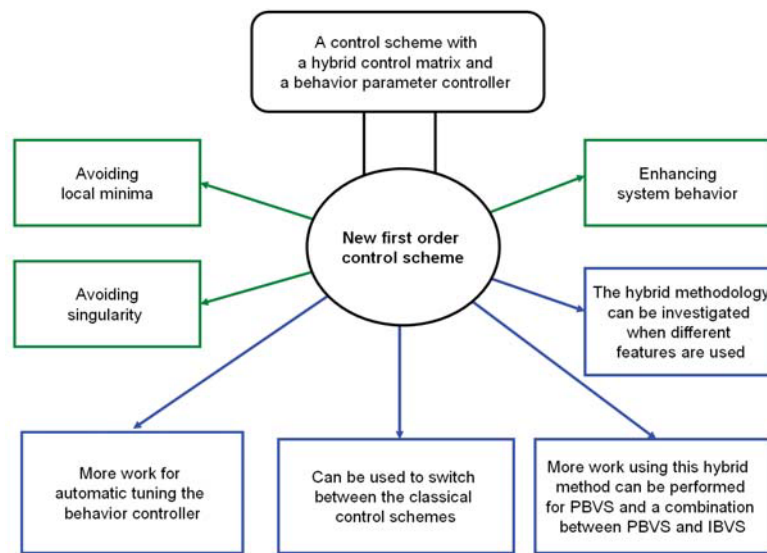 A control scheme with
a hybrid control matrix and
a behavior parameter controller
Avoiding
local minima
Enhancing
system behavior
New first order
control scheme
Avoiding
singularity
The hybrid methodology
can be investigated
when different
features are used
More work for
automatic tuning the
behavior controller
Can be used to switch
between the classical
control schemes
More work using this hybrid
method can be performed
for PBVS and a combination
between PBVS and IBVS